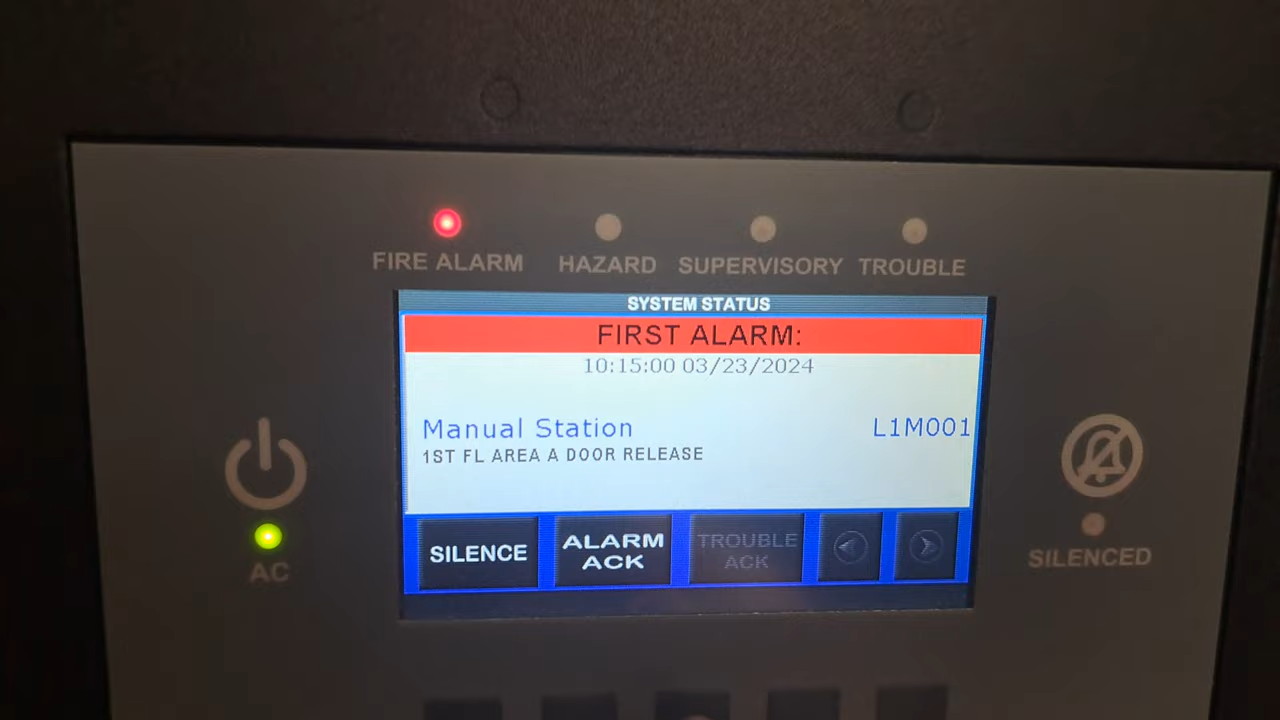 FIRE ALARM
HAZARD
SUPERVISORY
TROUBLE
SYSTEM STATUS
FIRST ALARM:
10:15:00 03/23/2024
Manual Station L1M001
1ST FL AREA A DOOR RELEASE
SILENCE
ALARM
ACK
TROUBLE
ACK
AC
SILENCED